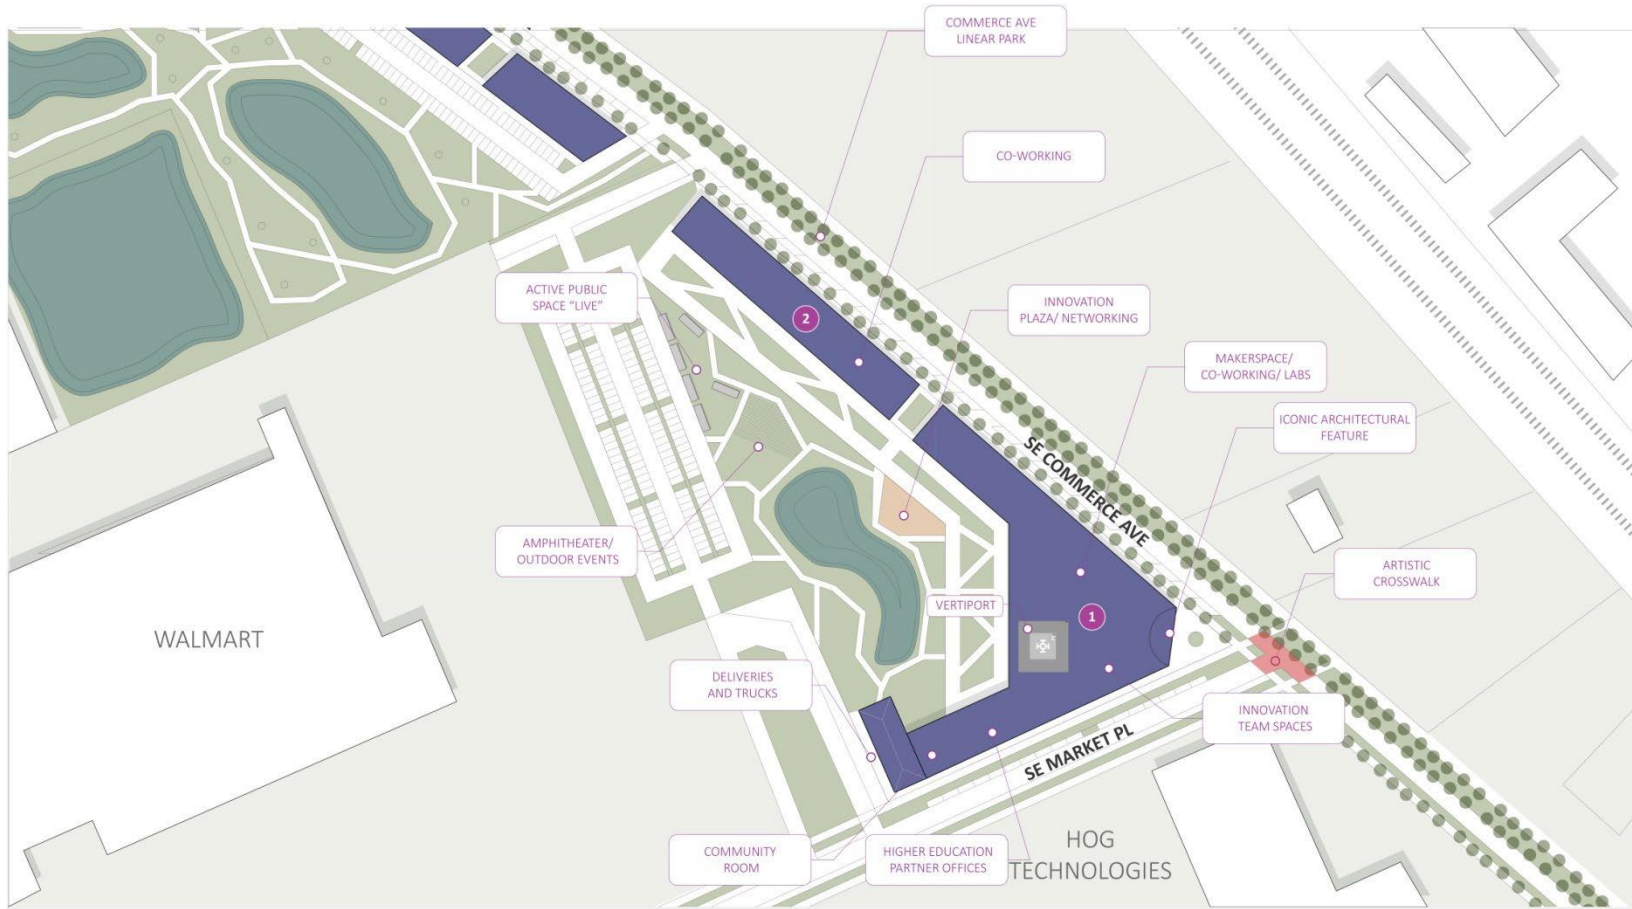 COMMERCE AVE
LINEAR PARK
CO-WORKING
ACTIVE PUBLIC
SPACE “LIVE”
INNOVATION
PLAZA/ NETWORKING
2
MAKERSPACE/
CO-WORKING/ LABS
ICONIC ARCHITECTURAL
FEATURE
SE COMMERCE AVE
AMPHITHEATER/
OUTDOOR EVENTS
ARTISTIC
CROSSWALK
VERTIPORT
1
WALMART
DELIVERIES
AND TRUCKS
INNOVATION
TEAM SPACES
SE MARKET PL
COMMUNITY
ROOM
HIGHER EDUCATION
PARTNER OFFICES
HOG
TECHNOLOGIES